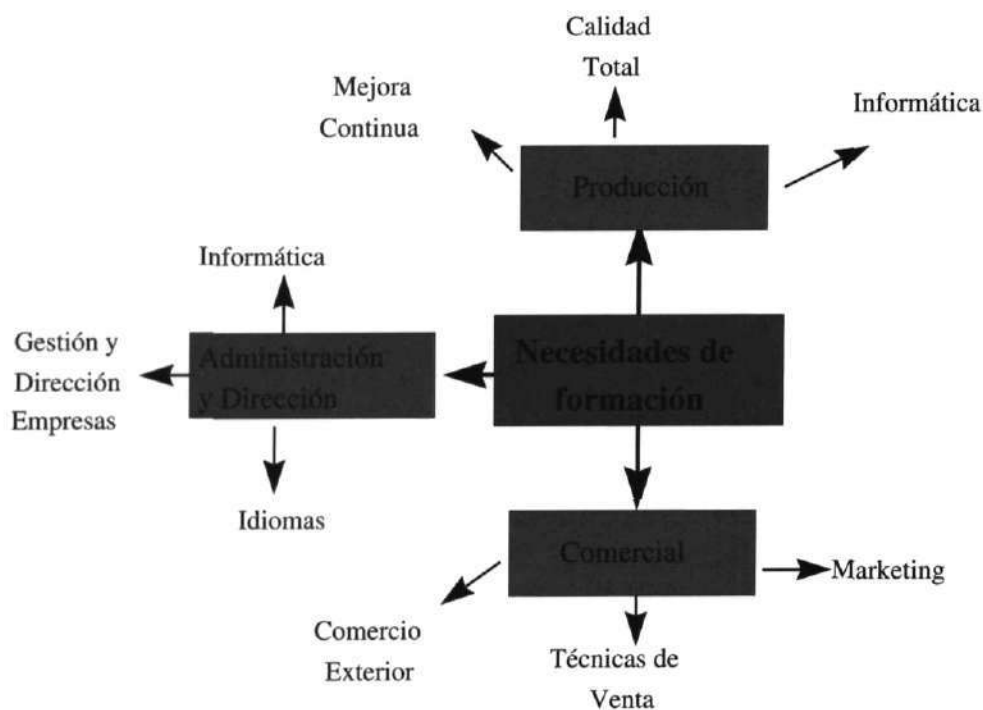 Calidad
Total
Mejora
Continua
Informática
Producción
Informática
Gestión y
Dirección
Empresas
Administración
y Dirección
Necesidades de
formación
Idiomas
Comercial
Marketing
Comercio
Exterior
Técnicas de
Venta